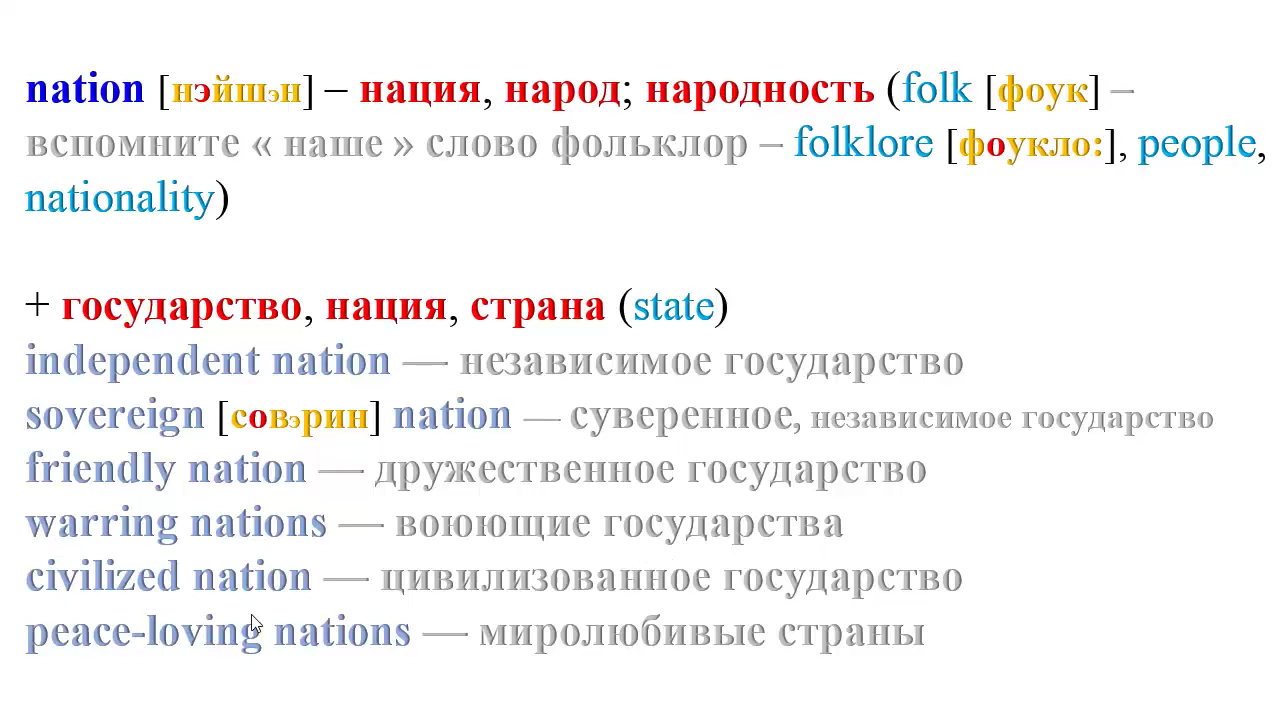 nation [нэйшэн] – нация, народ; народность (folk [фоук] –
вспомните « наше » слово фольклор – folklore [фоукло:], people,
nationality)
+ государство, нация, страна (state)
independent nation — независимое государство
sovereign [совэрин] nation — суверенное, независимое государство
friendly nation — дружественное государство
warring nations — воюющие государства
civilized nation — цивилизованное государство
peace-loving nations — миролюбивые страны